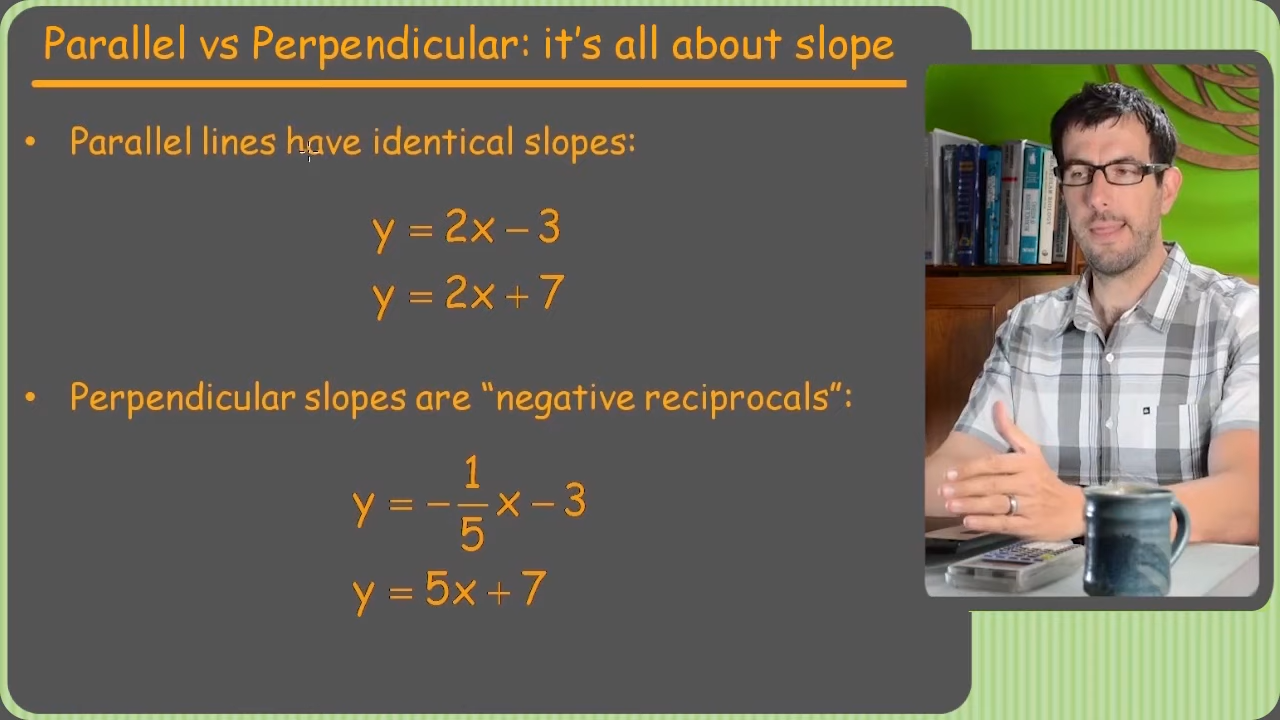 Parallel vs Perpendicular: it's all about slope
• Parallel lines have identical slopes:
y = 2x − 3
y = 2x + 7
• Perpendicular slopes are “negative reciprocals”:
y = −1/5 x − 3
y = 5x + 7